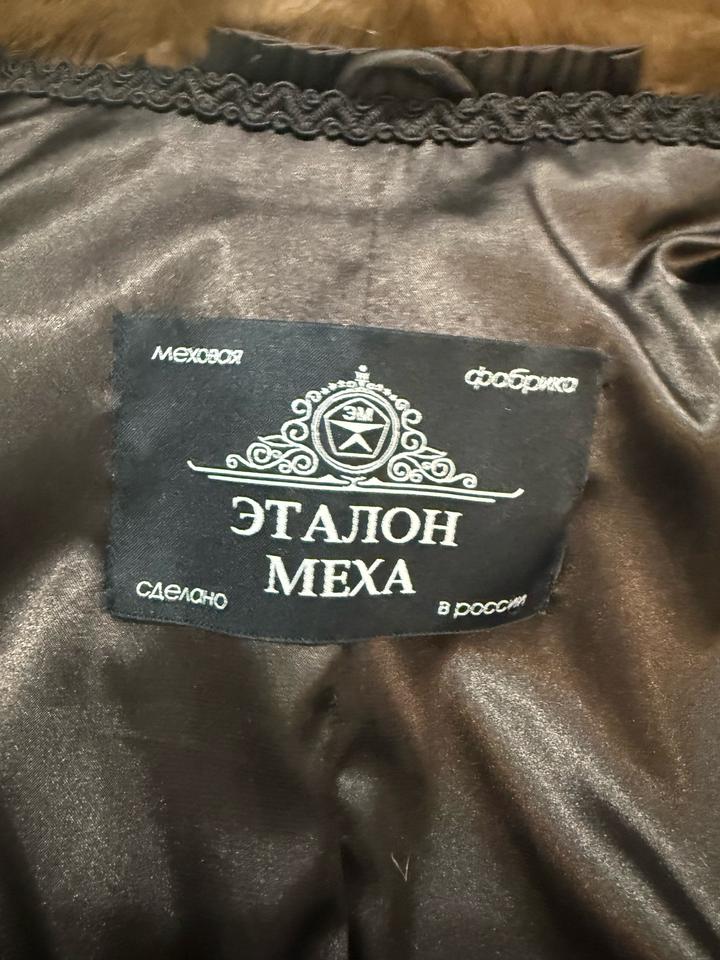 меховая фабрика
ЭМ
ЭТАЛОН
МЕХА
сделано в россии